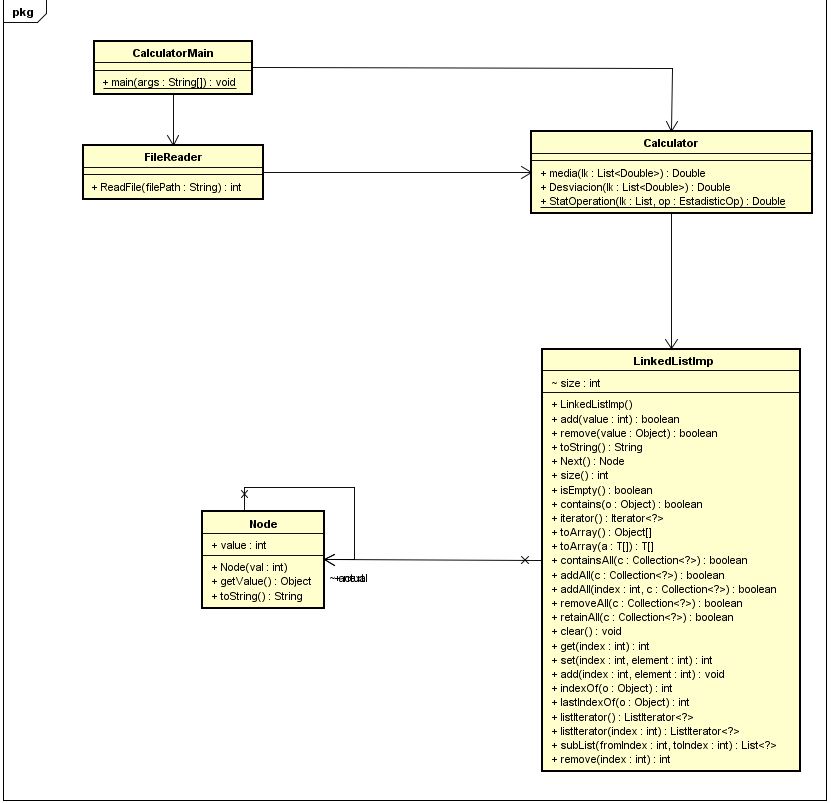 pkg
CalculatorMain
+ main(args : String[]) : void
FileReader
+ ReadFile(filePath : String) : int
Calculator
+ media(lk : List<Double>) : Double
+ Desviacion(lk : List<Double>) : Double
+ StatOperation(lk : List, op : EstadisticOp) : Double
LinkedListImp
~ size : int
+ LinkedListImp()
+ add(value : int) : boolean
+ remove(value : Object) : boolean
+ toString() : String
+ Next() : Node
+ size() : int
+ isEmpty() : boolean
+ contains(o : Object) : boolean
+ iterator() : Iterator<?>
+ toArray() : Object[]
+ toArray(a : T[]) : T[]
+ containsAll(c : Collection<?>) : boolean
+ addAll(c : Collection<?>) : boolean
+ addAll(index : int, c : Collection<?>) : boolean
+ removeAll(c : Collection<?>) : boolean
+ retainAll(c : Collection<?>) : boolean
+ clear() : void
+ get(index : int) : int
+ set(index : int, element : int) : int
+ add(index : int, element : int) : void
+ indexOf(o : Object) : int
+ lastIndexOf(o : Object) : int
+ listIterator() : ListIterator<?>
+ listIterator(index : int) : ListIterator<?>
+ subList(fromIndex : int, toIndex : int) : List<?>
+ remove(index : int) : int
Node
+ value : int
+ Node(val : int)
+ getValue() : Object
+ toString() : String